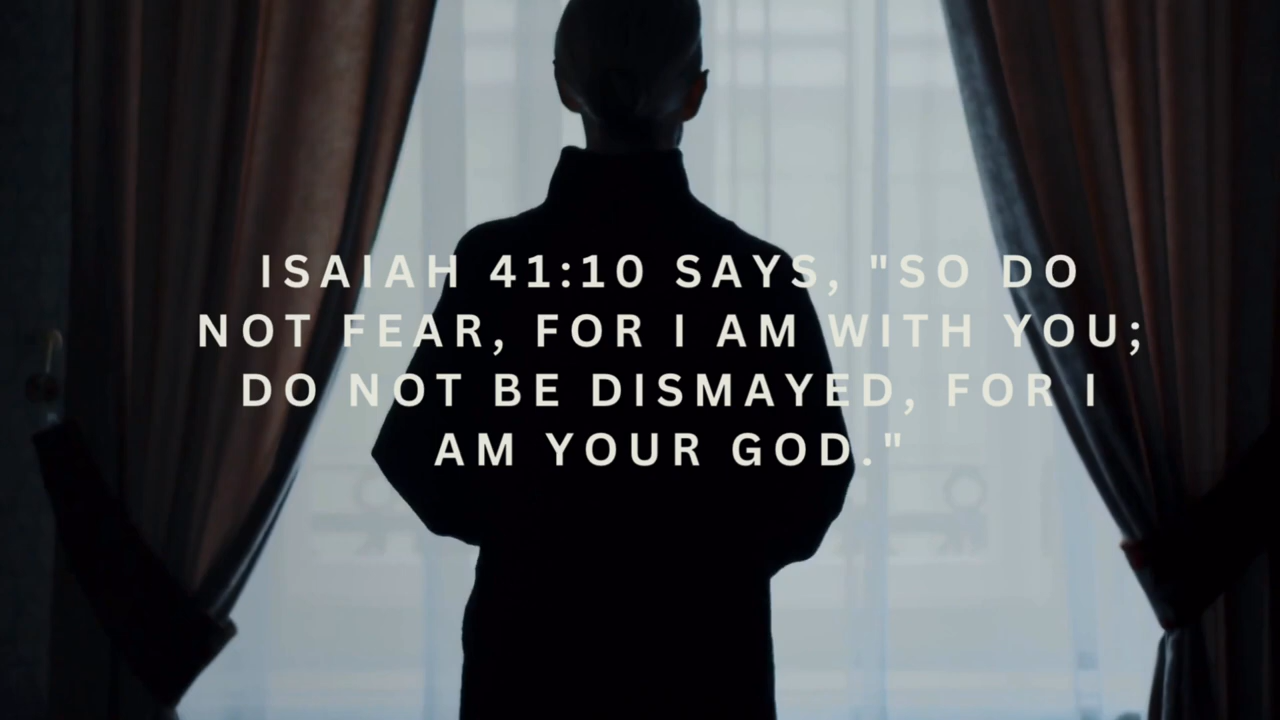 ISAIAH 41:10 SAYS, "SO DO
NOT FEAR, FOR I AM WITH YOU;
DO NOT BE DISMAYED, FOR I
AM YOUR GOD."